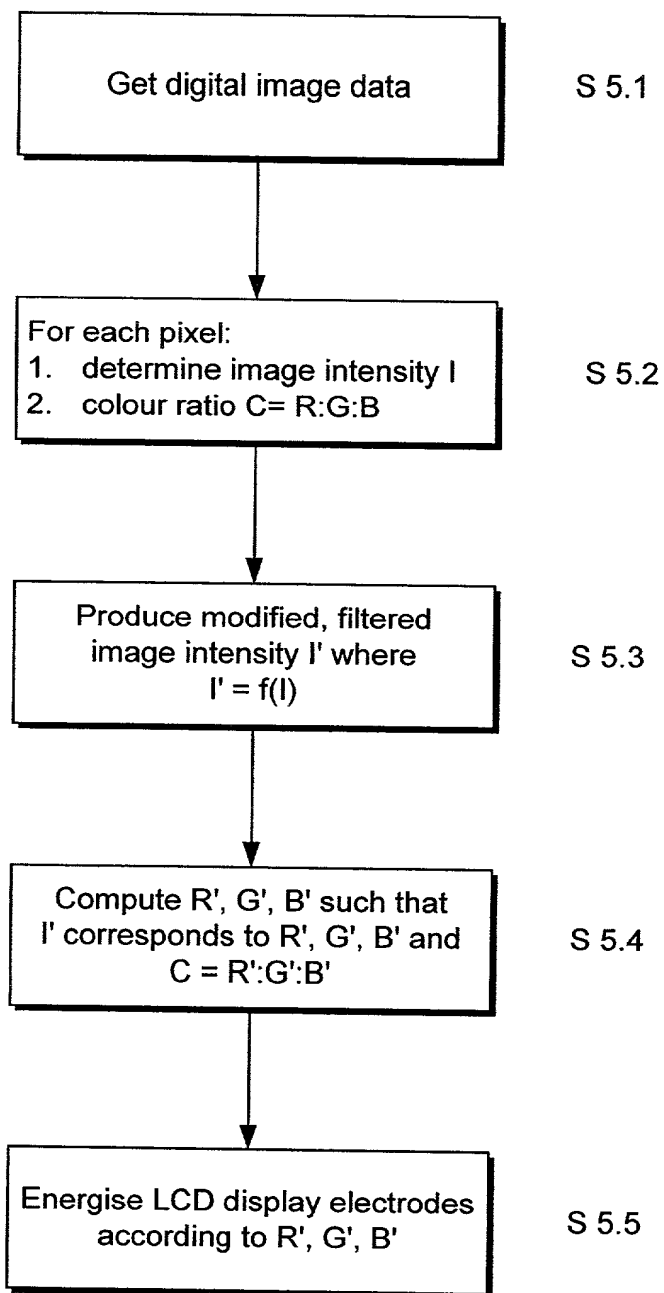 Get digital image data
S 5.1
For each pixel:
1. determine image intensity I
2. colour ratio C= R:G:B
S 5.2
Produce modified, filtered
image intensity I' where
I' = f(I)
S 5.3
Compute R', G', B' such that
I' corresponds to R', G', B' and
C = R':G':B'
S 5.4
Energise LCD display electrodes
according to R', G', B'
S 5.5